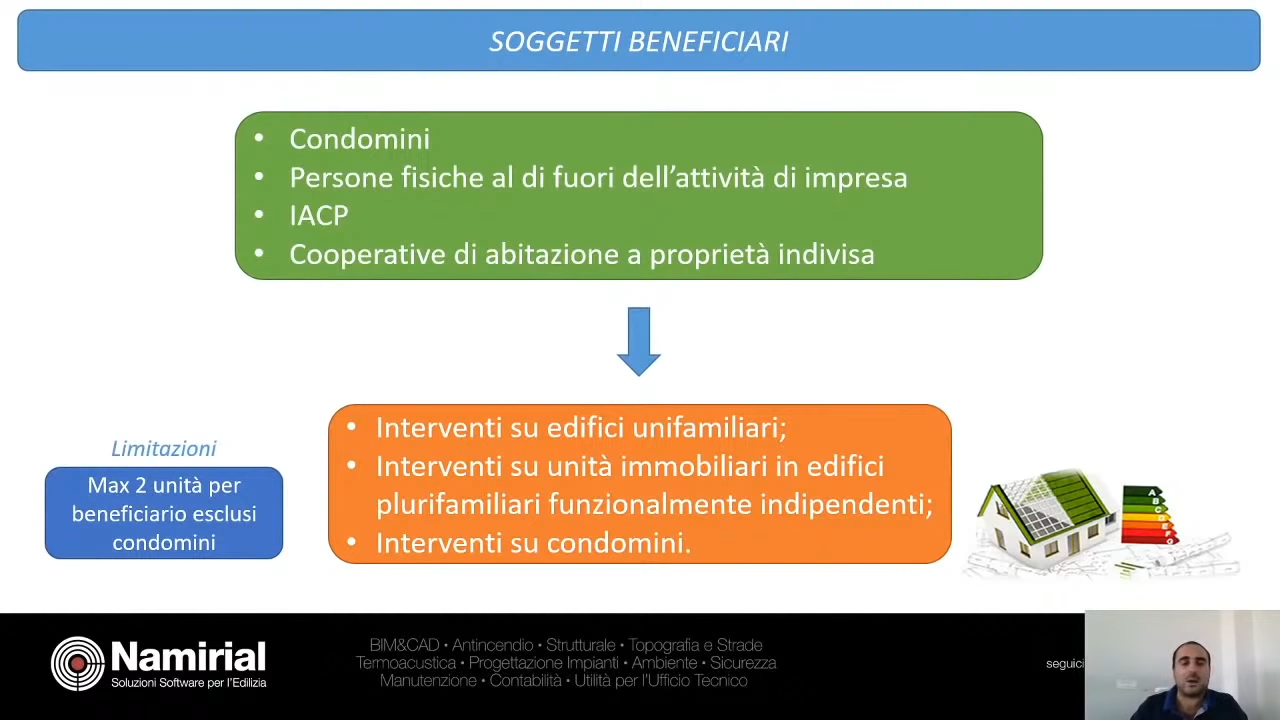 SOGGETTI BENEFICIARI
• Condomini
• Persone fisiche al di fuori dell'attività di impresa
• IACP
• Cooperative di abitazione a proprietà indivisa
Limitazioni
Max 2 unità per
beneficiario esclusi
condomini
• Interventi su edifici unifamiliari;
• Interventi su unità immobiliari in edifici
plurifamiliari funzionalmente indipendenti;
• Interventi su condomini.
A
B
C
D
E
F
G
Namirial
Soluzioni Software per l'Edilizia
BIM&CAD • Antincendio • Strutturale • Topografia e Strade
Termoacustica • Progettazione Impianti • Ambiente • Sicurezza
Manutenzione • Contabilità • Utilità per l'Ufficio Tecnico
seguici